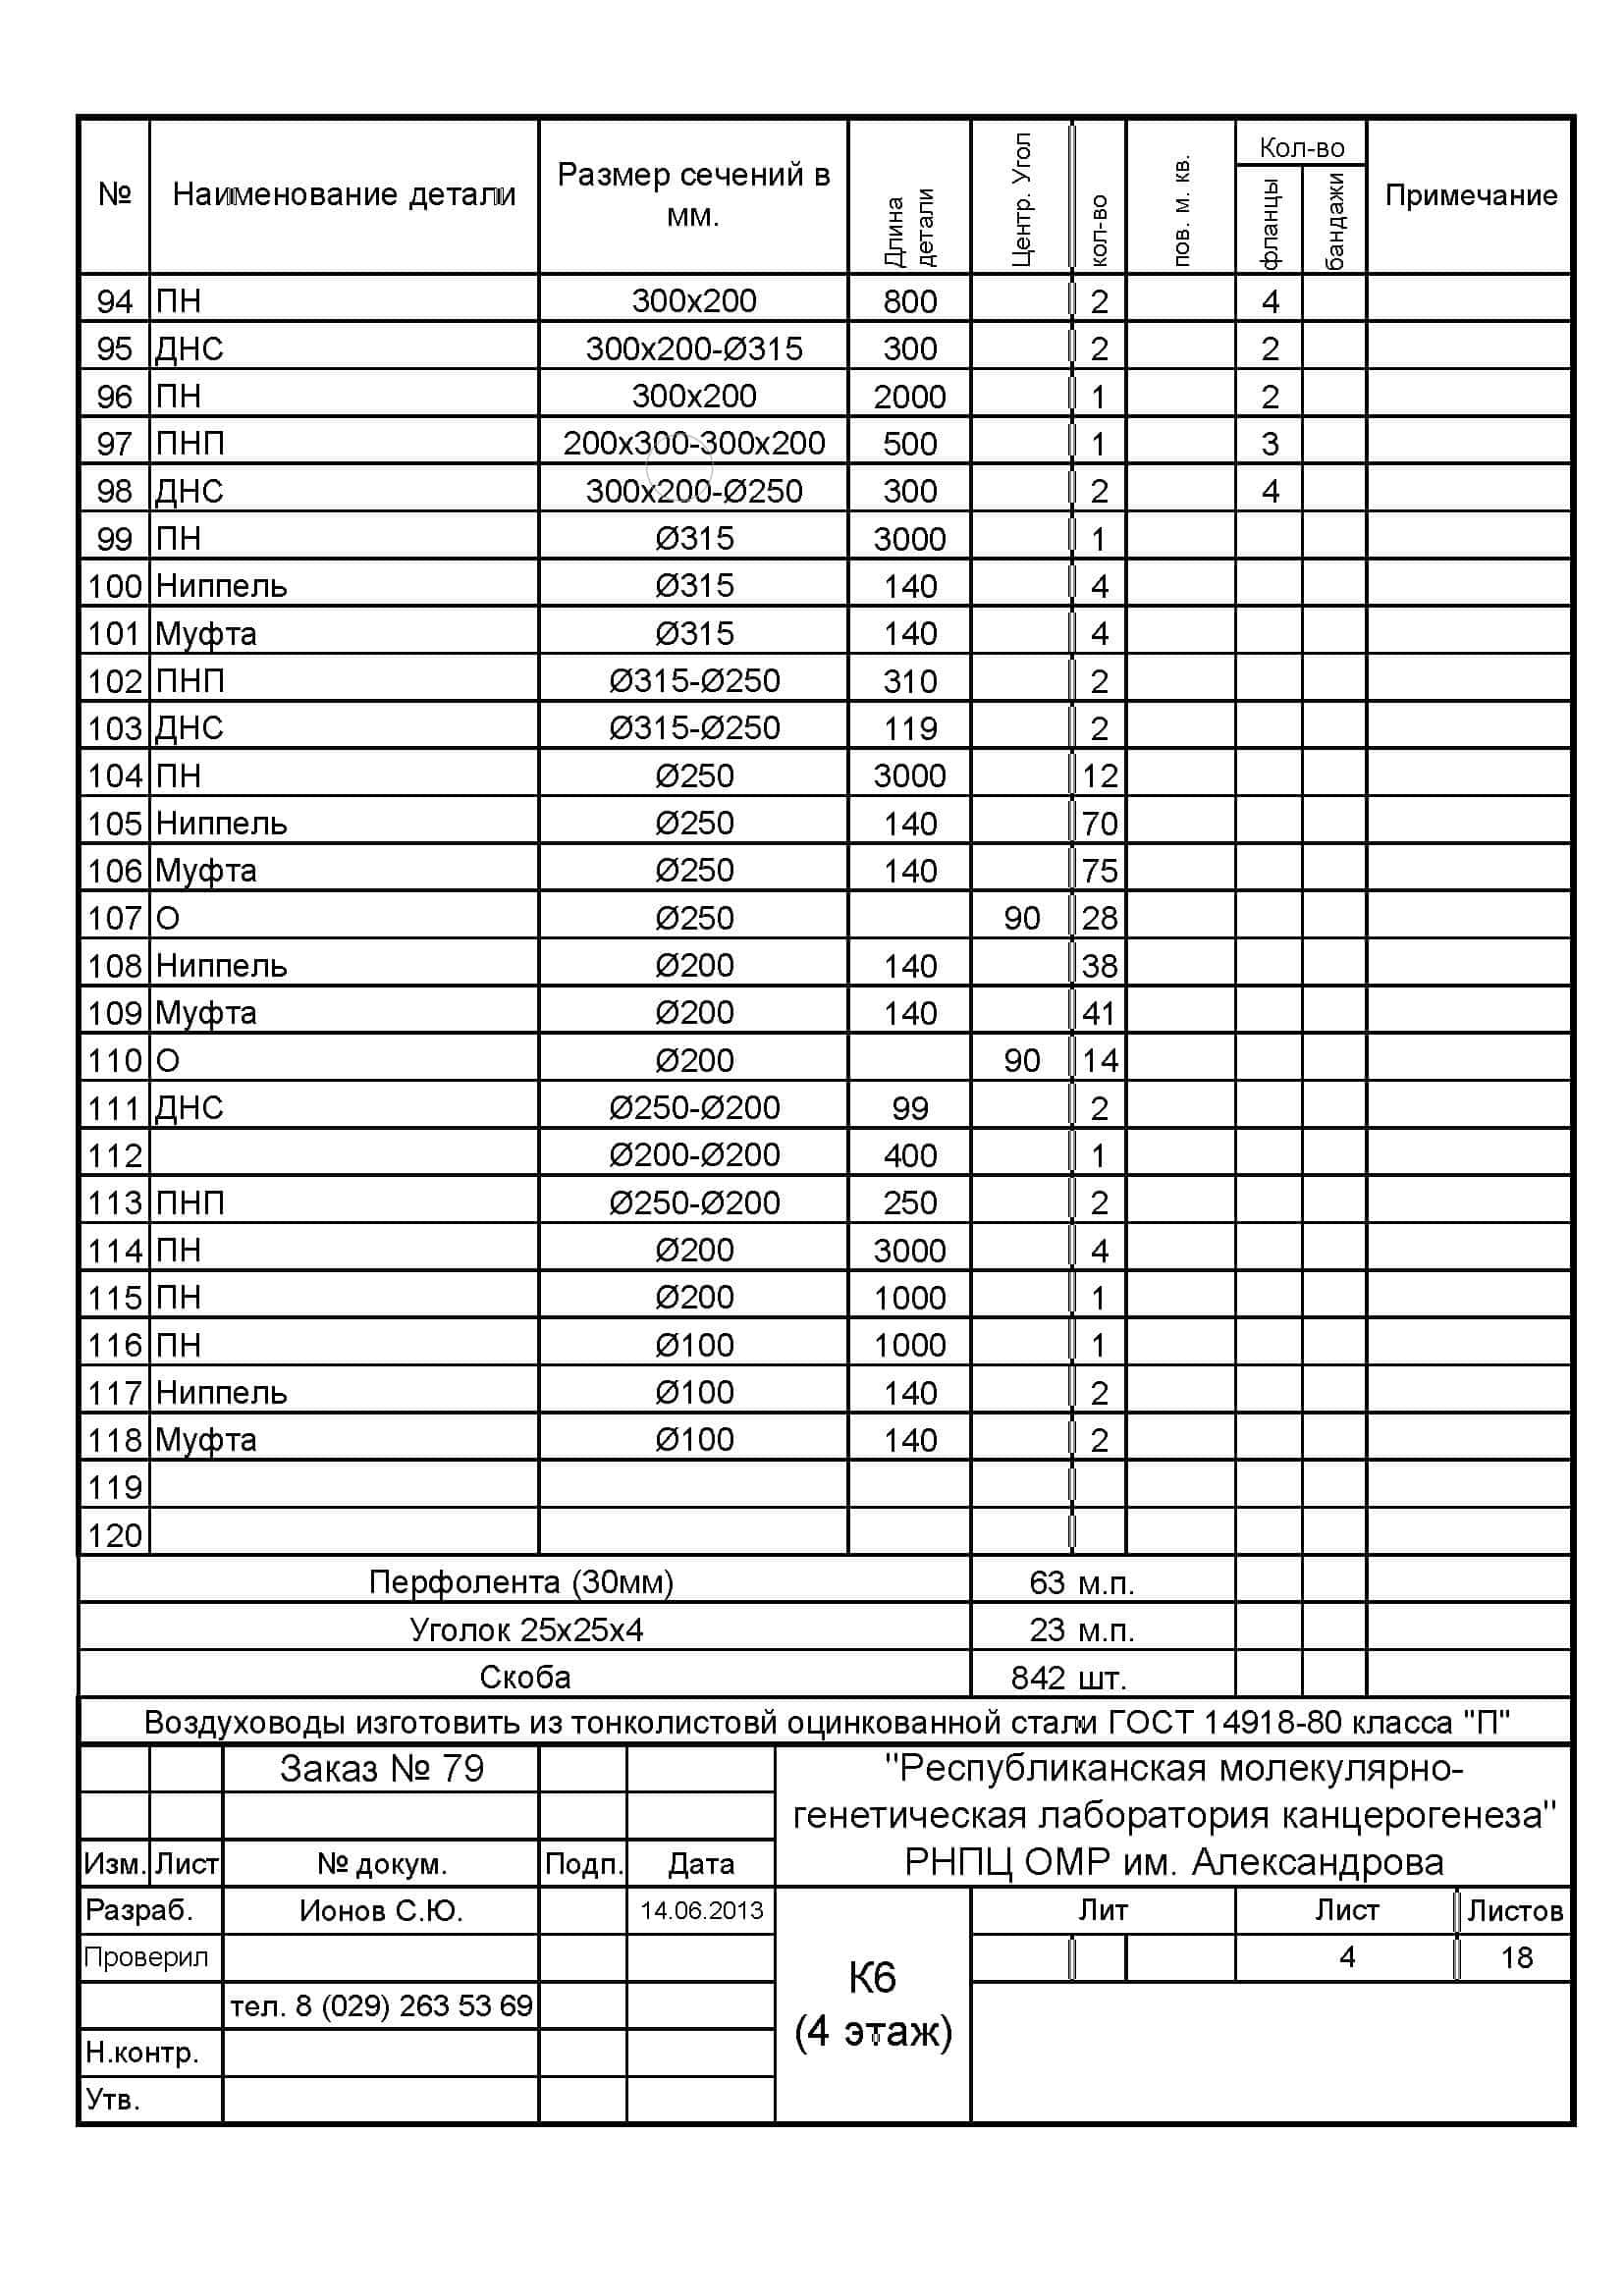 № Наименование детали Размер сечений в мм. Длина детали Центр. Угол кол-во пов. м. кв. Кол-во фланцы бандажи Примечание
94 ПН 300х200 800 2 4
95 ДНС 300х200-Ø315 300 2 2
96 ПН 300х200 2000 1 2
97 ПНП 200х300-300х200 500 1 3
98 ДНС 300х200-Ø250 300 2 4
99 ПН Ø315 3000 1
100 Ниппель Ø315 140 4
101 Муфта Ø315 140 4
102 ПНП Ø315-Ø250 310 2
103 ДНС Ø315-Ø250 119 2
104 ПН Ø250 3000 12
105 Ниппель Ø250 140 70
106 Муфта Ø250 140 75
107 О Ø250 90 28
108 Ниппель Ø200 140 38
109 Муфта Ø200 140 41
110 О Ø200 90 14
111 ДНС Ø250-Ø200 99 2
112 Ø200-Ø200 400 1
113 ПНП Ø250-Ø200 250 2
114 ПН Ø200 3000 4
115 ПН Ø200 1000 1
116 ПН Ø100 1000 1
117 Ниппель Ø100 140 2
118 Муфта Ø100 140 2
119
120
Перфолента (30мм) 63 м.п.
Уголок 25х25х4 23 м.п.
Скоба 842 шт.
Воздуховоды изготовить из тонколистовй оцинкованной стали ГОСТ 14918-80 класса "П"
Заказ № 79
"Республиканская молекулярно-
генетическая лаборатория канцерогенеза"
РНПЦ ОМР им. Александрова
Изм. Лист № докум. Подп. Дата
Разраб. Ионов С.Ю. 14.06.2013
Лит Лист Листов
Проверил
4 18
К6
(4 этаж)
тел. 8 (029) 263 53 69
Н.контр.
Утв.